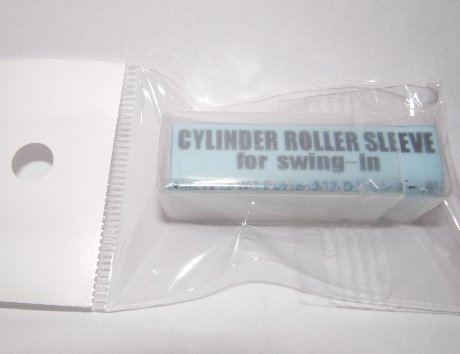 CYLINDER ROLLER SLEEVE
for swing-in